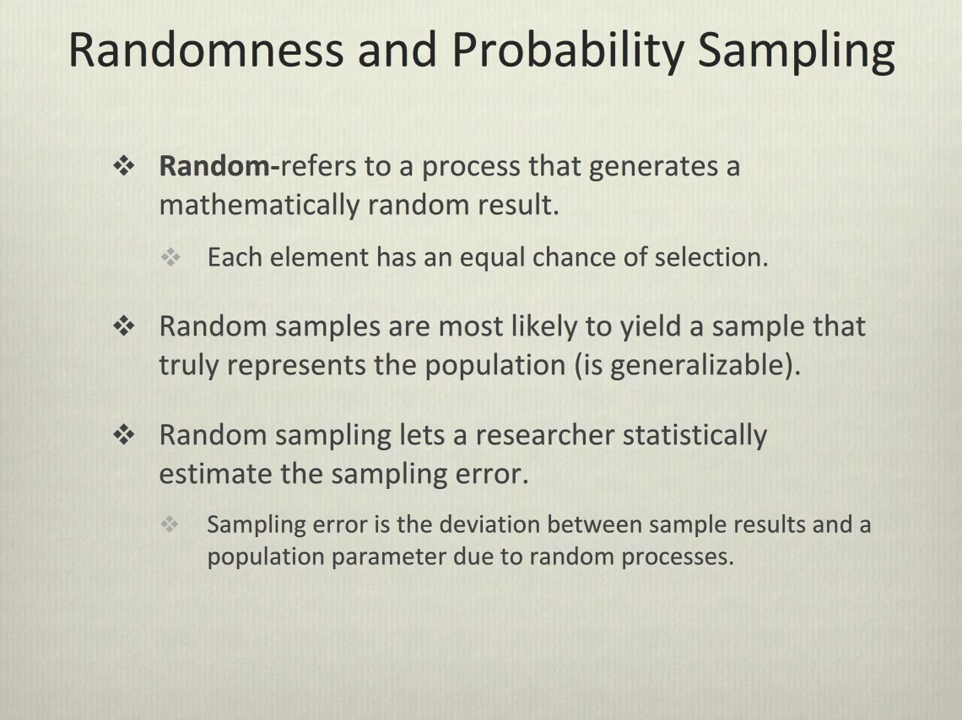 Randomness and Probability Sampling
Random-refers to a process that generates a
mathematically random result.
Each element has an equal chance of selection.
Random samples are most likely to yield a sample that
truly represents the population (is generalizable).
Random sampling lets a researcher statistically
estimate the sampling error.
Sampling error is the deviation between sample results and a
population parameter due to random processes.